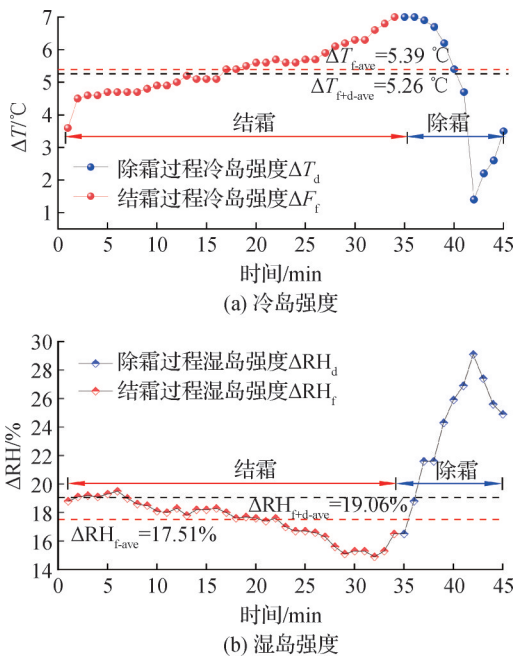 7
6
5
4
3
2
1
ΔT/℃
ΔT_f-ave=5.39 ℃
ΔT_f+d-ave=5.26 ℃
结霜
除霜
除霜过程冷岛强度ΔT_d
结霜过程冷岛强度ΔF_f
0 5 10 15 20 25 30 35 40 45
时间/min
(a) 冷岛强度
30
28
26
24
22
20
18
16
14
ΔRH/%
除霜过程湿岛强度ΔRH_d
结霜过程湿岛强度ΔRH_f
结霜
除霜
ΔRH_f+d-ave=19.06%
ΔRH_f-ave=17.51%
0 5 10 15 20 25 30 35 40 45
时间/min
(b) 湿岛强度